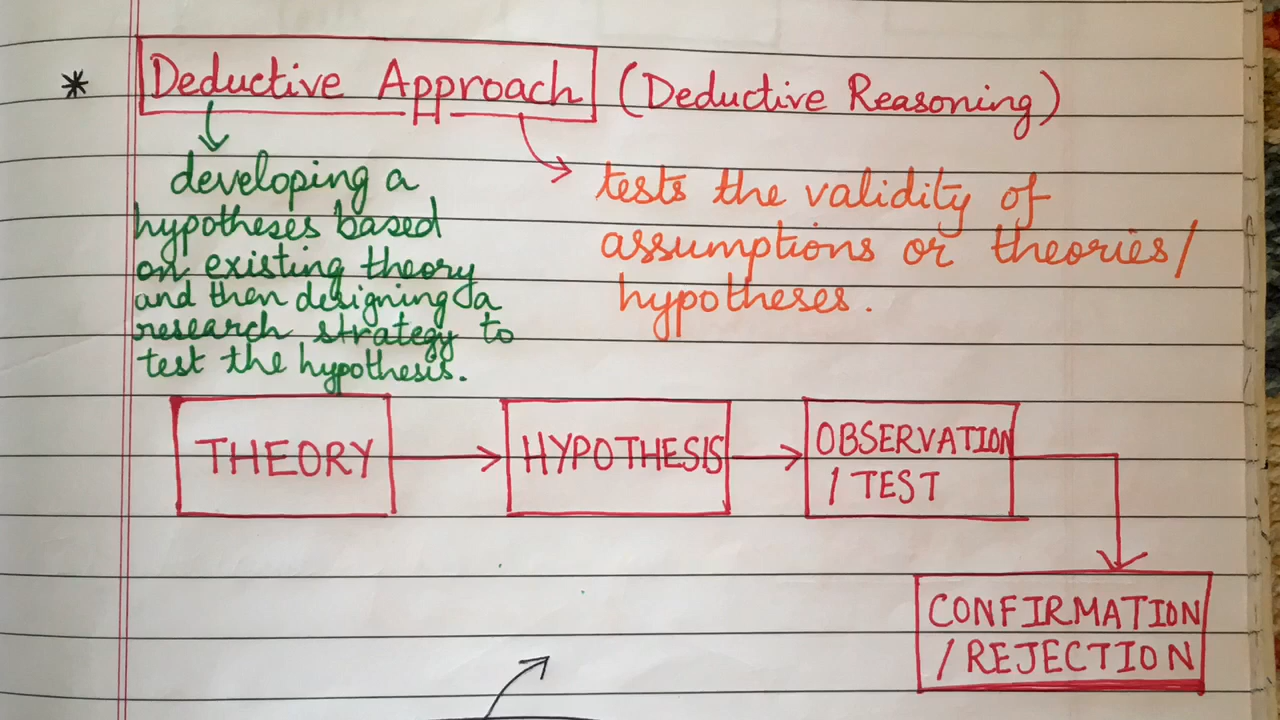 * Deductive Approach (Deductive Reasoning)
developing a
hypotheses based
on existing theory
and then designing a
research strategy to
test the hypothesis.
tests the validity of
assumptions or theories/
hypotheses.
THEORY
HYPOTHESIS
OBSERVATION
/ TEST
CONFIRMATION
/ REJECTION